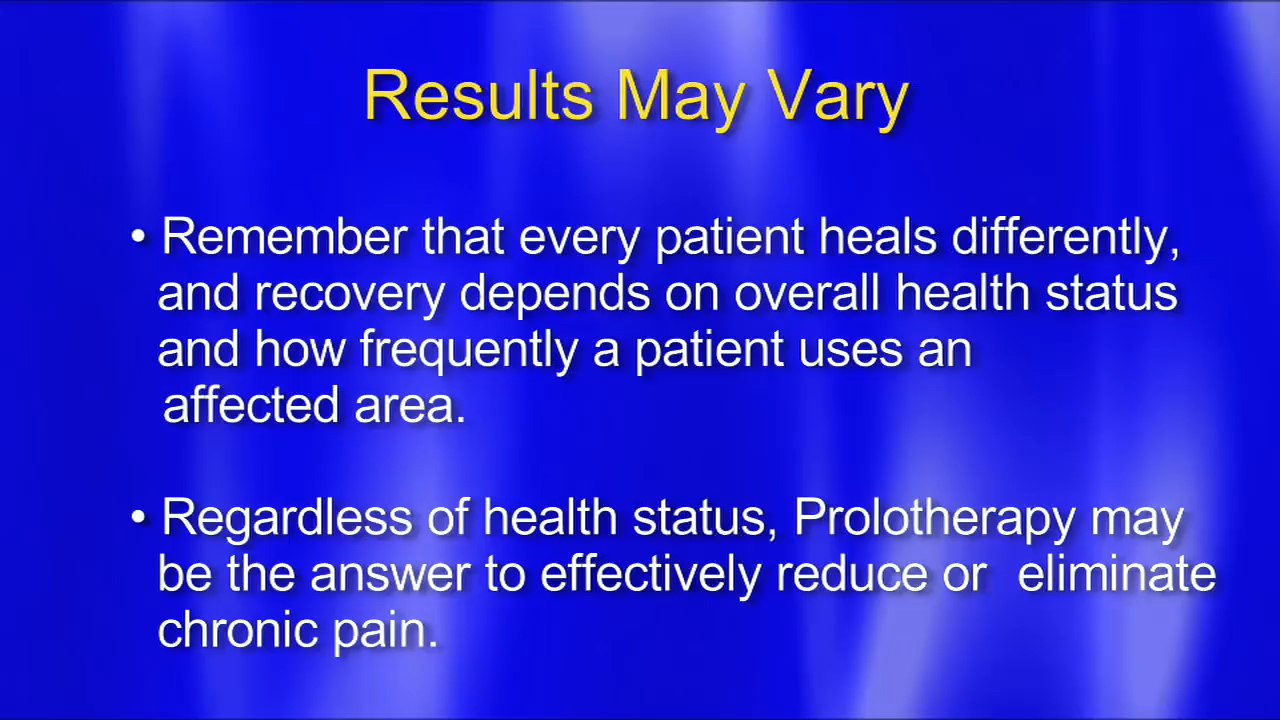 Results May Vary
• Remember that every patient heals differently,
and recovery depends on overall health status
and how frequently a patient uses an
affected area.
• Regardless of health status, Prolotherapy may
be the answer to effectively reduce or eliminate
chronic pain.